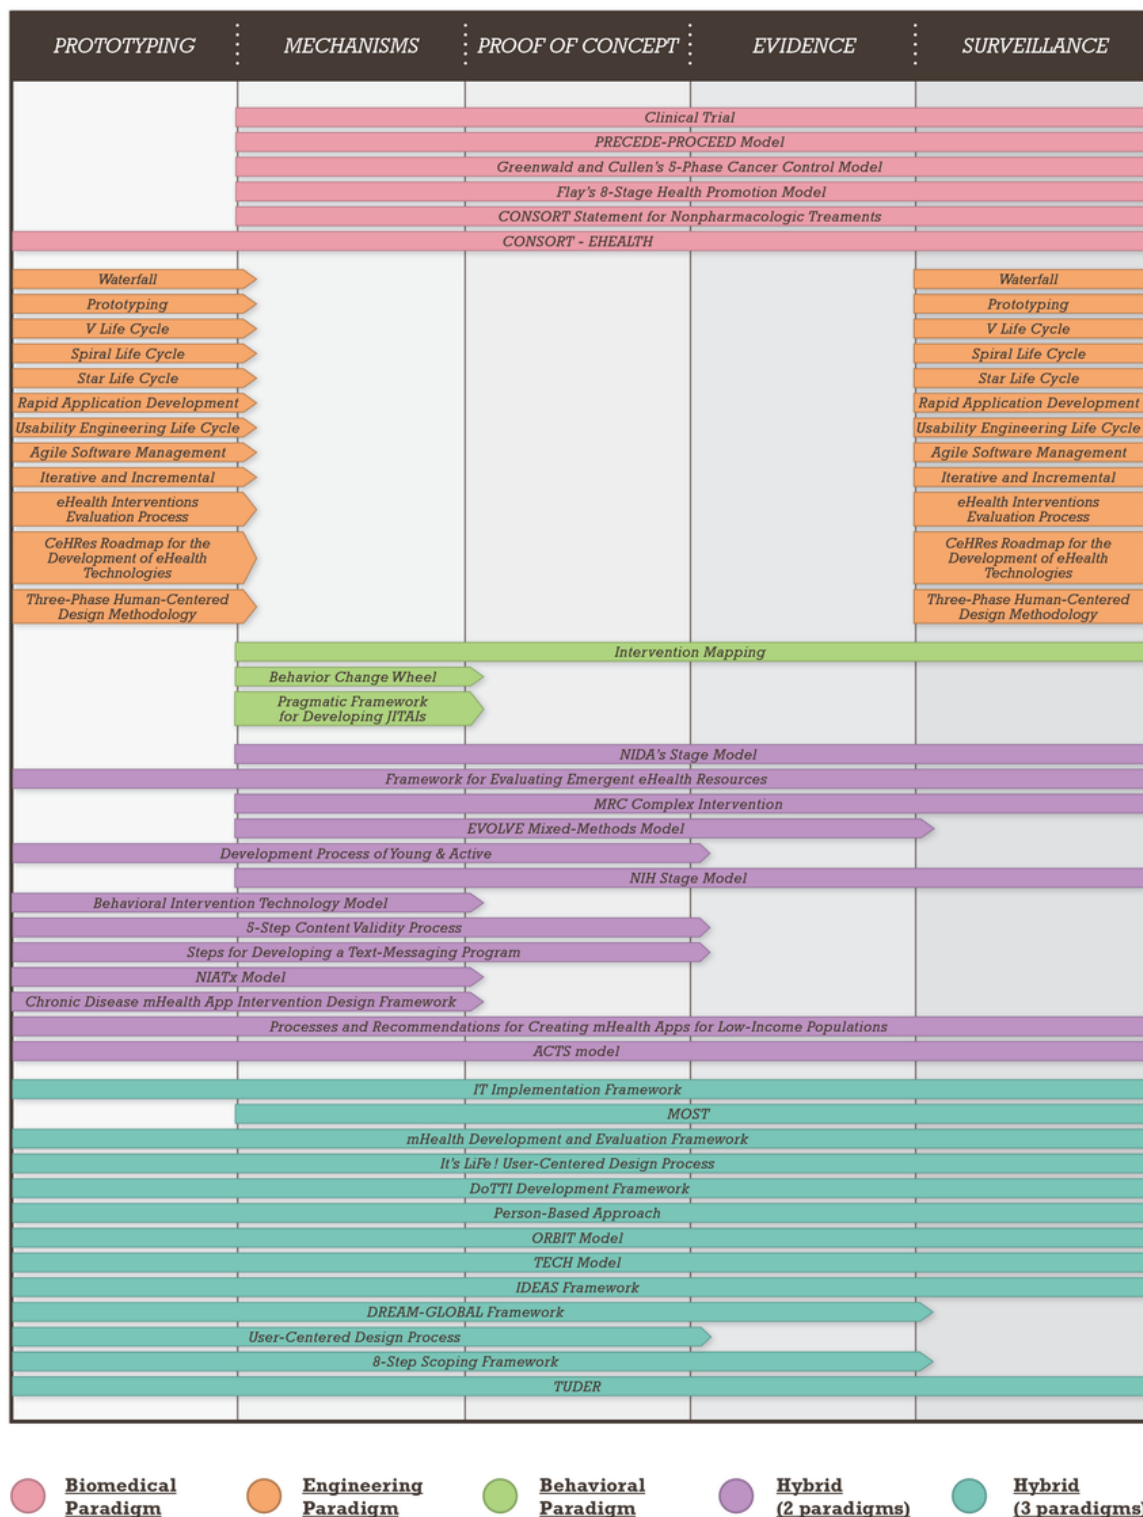 PROTOTYPING MECHANISMS PROOF OF CONCEPT EVIDENCE SURVEILLANCE
Clinical Trial
PRECEDE-PROCEED Model
Greenwald and Cullen's 5-Phase Cancer Control Model
Flay's 8-Stage Health Promotion Model
CONSORT Statement for Nonpharmacologic Treaments
CONSORT - EHEALTH
Waterfall Waterfall
Prototyping Prototyping
V Life Cycle V Life Cycle
Spiral Life Cycle Spiral Life Cycle
Star Life Cycle Star Life Cycle
Rapid Application Development Rapid Application Development
Usability Engineering Life Cycle Usability Engineering Life Cycle
Agile Software Management Agile Software Management
Iterative and Incremental Iterative and Incremental
eHealth Interventions eHealth Interventions
Evaluation Process Evaluation Process
CeHRes Roadmap for the CeHRes Roadmap for the
Development of eHealth Development of eHealth
Technologies Technologies
Three-Phase Human-Centered Three-Phase Human-Centered
Design Methodology Design Methodology
Intervention Mapping
Behavior Change Wheel
Pragmatic Framework
for Developing JITAIs
NIDA's Stage Model
Framework for Evaluating Emergent eHealth Resources
MRC Complex Intervention
EVOLVE Mixed-Methods Model
Development Process of Young & Active
NIH Stage Model
Behavioral Intervention Technology Model
5-Step Content Validity Process
Steps for Developing a Text-Messaging Program
NIATx Model
Chronic Disease mHealth App Intervention Design Framework
Processes and Recommendations for Creating mHealth Apps for Low-Income Populations
ACTS model
IT Implementation Framework
MOST
mHealth Development and Evaluation Framework
It's LiFe! User-Centered Design Process
DoTTI Development Framework
Person-Based Approach
ORBIT Model
TECH Model
IDEAS Framework
DREAM-GLOBAL Framework
User-Centered Design Process
8-Step Scoping Framework
TUDER
Biomedical Engineering Behavioral Hybrid Hybrid
Paradigm Paradigm Paradigm (2 paradigms) (3 paradigms)